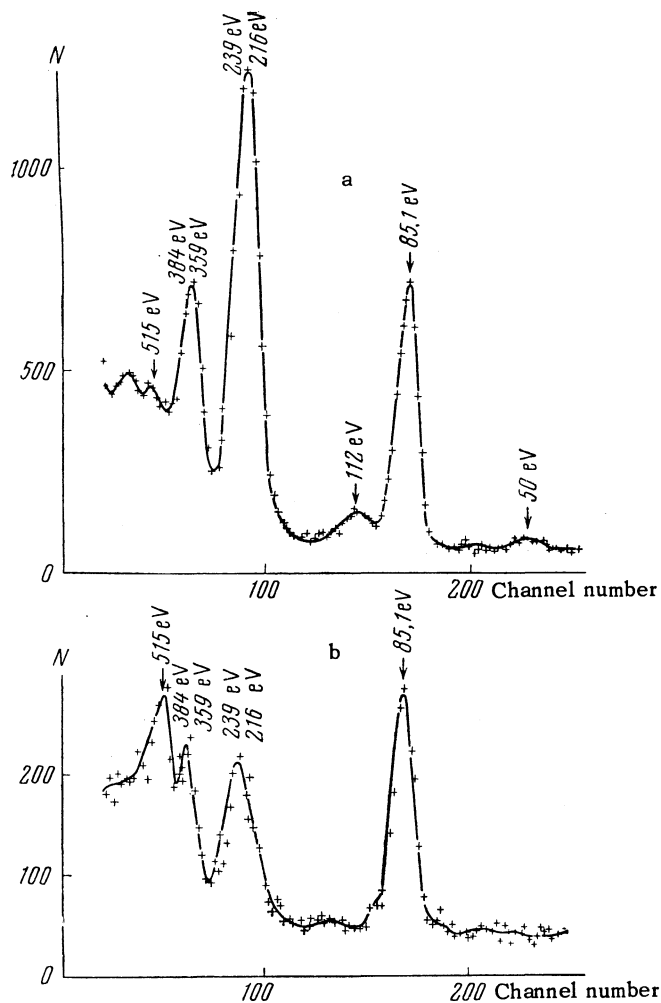 N
239 eV
216 eV
1000
a
384 eV
359 eV
85,1 eV
515 eV
500
112 eV
50 eV
0
100
200
Channel number
N
515 eV
384 eV
359 eV
239 eV
216 eV
b
85,1 eV
200
100
0
100
200
Channel number